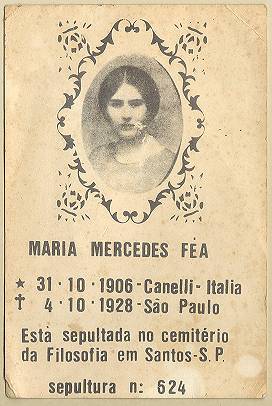 MARIA MERCEDES FÉA
★ 31·10·1906-Canelli-Italia
✝ 4·10·1928-São Paulo
Está sepultada no cemitério
da Filosofia em Santos-S.P.
sepultura n: 624